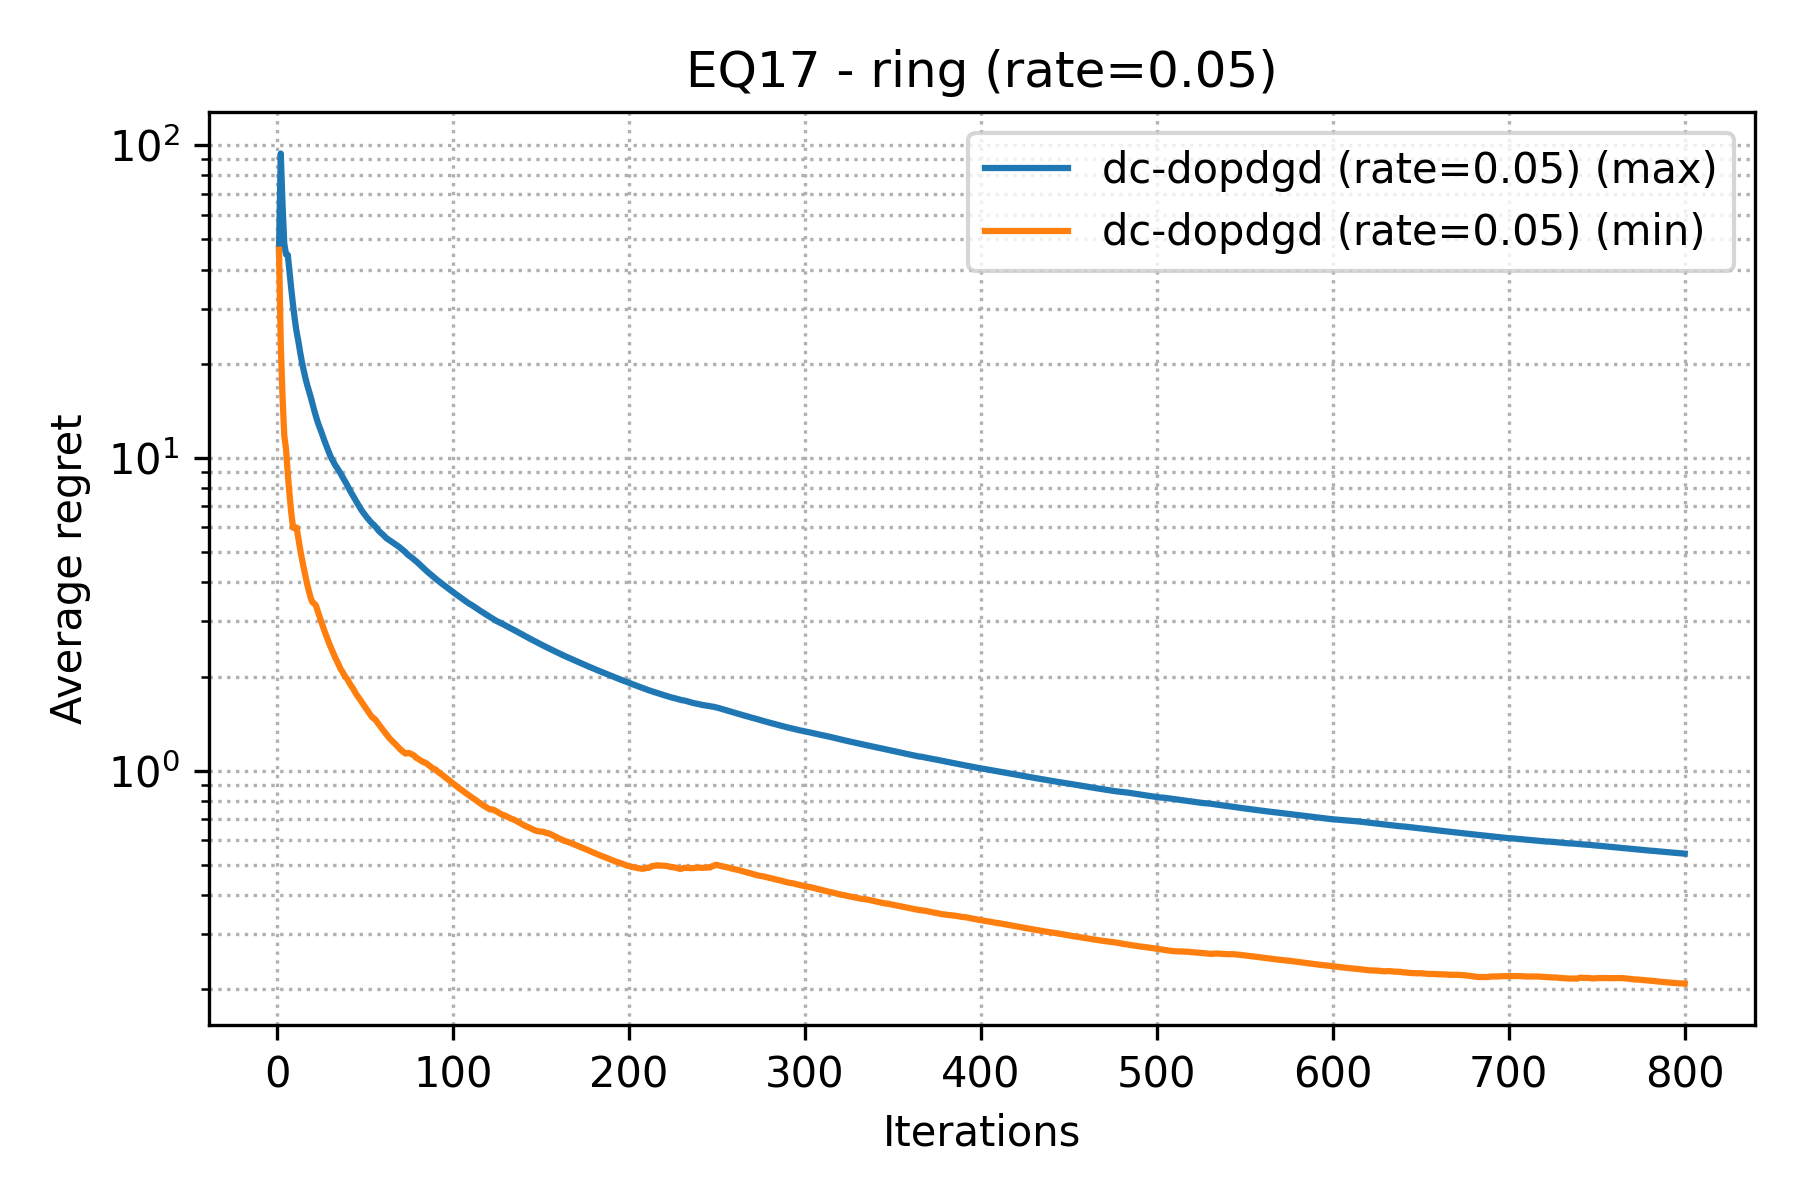 EQ17 - ring (rate=0.05)
dc-dopdgd (rate=0.05) (max)
dc-dopdgd (rate=0.05) (min)
Average regret
10²
10¹
10⁰
0 100 200 300 400 500 600 700 800
Iterations